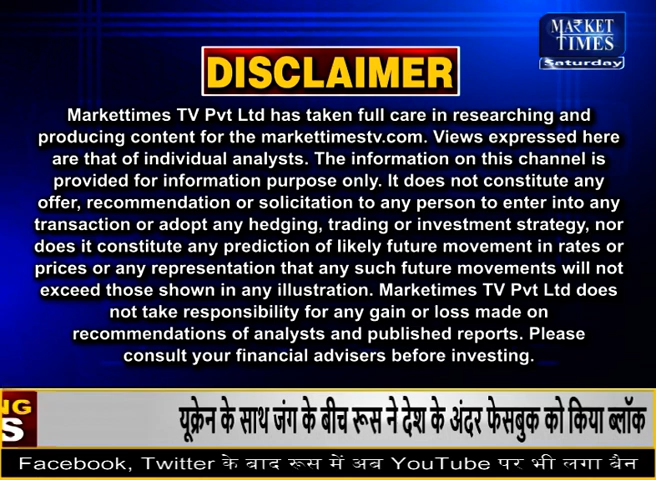 MARKET
TIMES
Saturday
DISCLAIMER
Markettimes TV Pvt Ltd has taken full care in researching and
producing content for the markettimestv.com. Views expressed here
are that of individual analysts. The information on this channel is
provided for information purpose only. It does not constitute any
offer, recommendation or solicitation to any person to enter into any
transaction or adopt any hedging, trading or investment strategy, nor
does it constitute any prediction of likely future movement in rates or
prices or any representation that any such future movements will not
exceed those shown in any illustration. Marketimes TV Pvt Ltd does
not take responsibility for any gain or loss made on
recommendations of analysts and published reports. Please
consult your financial advisers before investing.
NG
S
यूक्रेन के साथ जंग के बीच रूस ने देश के अंदर फेसबुक को किया ब्लॉक
Facebook, Twitter के बाद रूस में अब YouTube पर भी लगा बैन